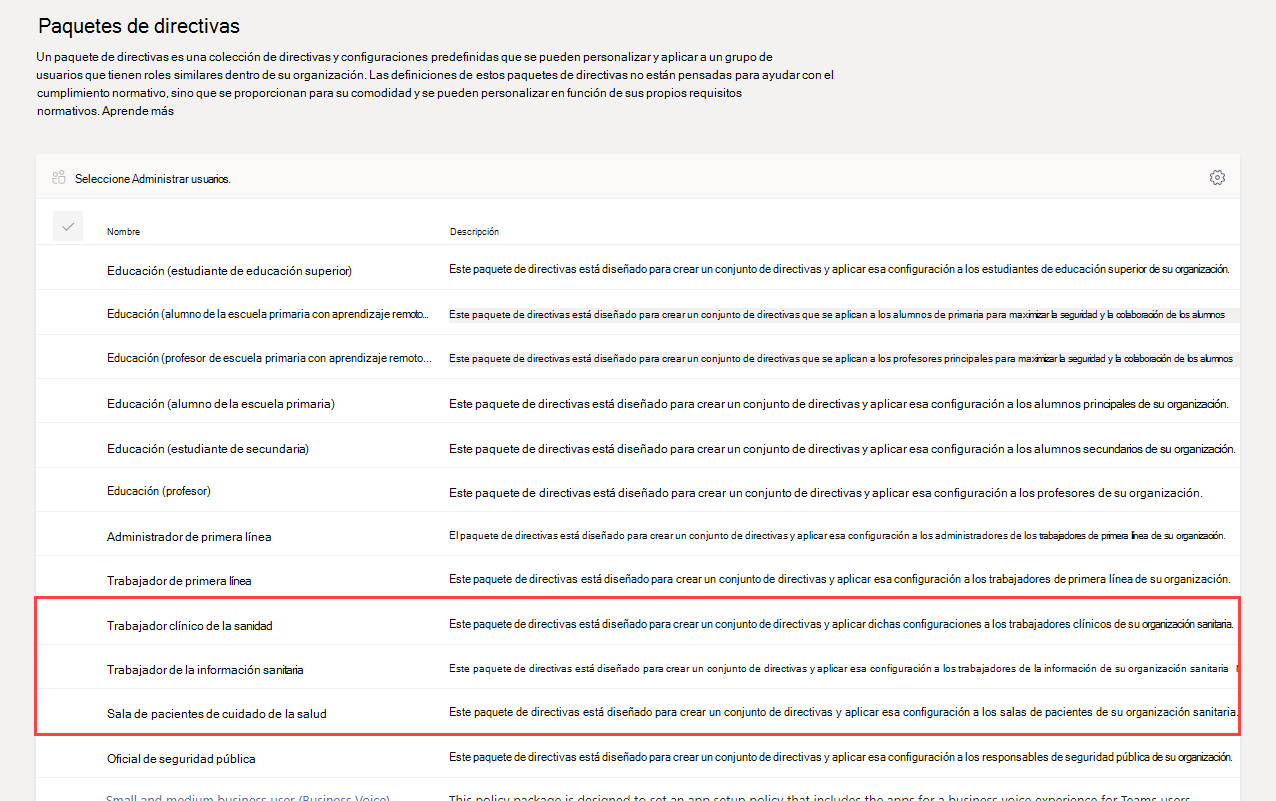 Paquetes de directivas
Un paquete de directivas es una colección de directivas y configuraciones predefinidas que se pueden personalizar y aplicar a un grupo de
usuarios que tienen roles similares dentro de su organización. Las definiciones de estos paquetes de directivas no están pensadas para ayudar con el
cumplimiento normativo, sino que se proporcionan para su comodidad y se pueden personalizar en función de sus propios requisitos
normativos. Aprende más
Seleccione Administrar usuarios.
Nombre Descripción
Educación (estudiante de educación superior) Este paquete de directivas está diseñado para crear un conjunto de directivas y aplicar esa configuración a los estudiantes de educación superior de su organización.
Educación (alumno de la escuela primaria con aprendizaje remoto... Este paquete de directivas está diseñado para crear un conjunto de directivas que se aplican a los alumnos de primaria para maximizar la seguridad y la colaboración de los alumnos
Educación (profesor de escuela primaria con aprendizaje remoto... Este paquete de directivas está diseñado para crear un conjunto de directivas que se aplican a los profesores principales para maximizar la seguridad y la colaboración de los alumnos
Educación (alumno de la escuela primaria) Este paquete de directivas está diseñado para crear un conjunto de directivas y aplicar esa configuración a los alumnos principales de su organización.
Educación (estudiante de secundaria) Este paquete de directivas está diseñado para crear un conjunto de directivas y aplicar esa configuración a los alumnos secundarios de su organización.
Educación (profesor) Este paquete de directivas está diseñado para crear un conjunto de directivas y aplicar esa configuración a los profesores de su organización.
Administrador de primera línea El paquete de directivas está diseñado para crear un conjunto de directivas y aplicar esa configuración a los administradores de los trabajadores de primera línea de su organización.
Trabajador de primera línea Este paquete de directivas está diseñado para crear un conjunto de directivas y aplicar esa configuración a los trabajadores de primera línea de su organización.
Trabajador clínico de la sanidad Este paquete de directivas está diseñado para crear un conjunto de directivas y aplicar dichas configuraciones a los trabajadores clínicos de su organización sanitaria.
Trabajador de la información sanitaria Este paquete de directivas está diseñado para crear un conjunto de directivas y aplicar esa configuración a los trabajadores de la información de su organización sanitaria
Sala de pacientes de cuidado de la salud Este paquete de directivas está diseñado para crear un conjunto de directivas y aplicar esa configuración a los salas de pacientes de su organización sanitaria.
Oficial de seguridad pública Este paquete de directivas está diseñado para crear un conjunto de directivas y aplicar esa configuración a los responsables de seguridad pública de su organización.
Small and medium business user (Business Voice) This policy package is designed to set an app setup policy that includes the apps for a business voice experience for Teams users